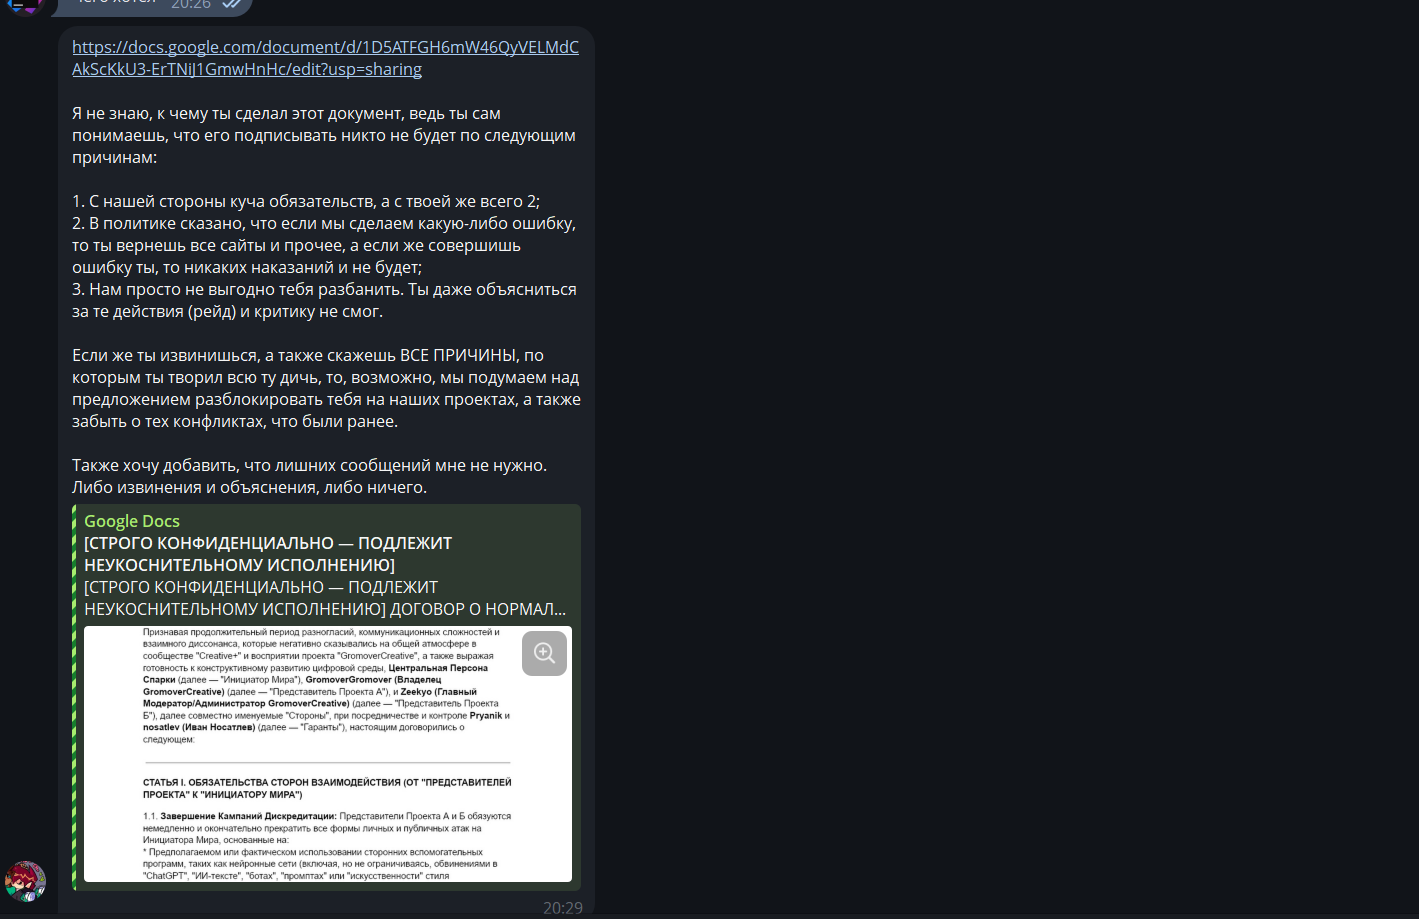 чего хотся 20:26
https://docs.google.com/document/d/1D5ATFGH6mW46QyVELMdC
AkScKkU3-ErTNiJ1GmwHnHc/edit?usp=sharing
Я не знаю, к чему ты сделал этот документ, ведь ты сам
понимаешь, что его подписывать никто не будет по следующим
причинам:
1. С нашей стороны куча обязательств, а с твоей же всего 2;
2. В политике сказано, что если мы сделаем какую-либо ошибку,
то ты вернешь все сайты и прочее, а если же совершишь
ошибку ты, то никаких наказаний и не будет;
3. Нам просто не выгодно тебя разбанить. Ты даже объясниться
за те действия (рейд) и критику не смог.
Если же ты извинишься, а также скажешь ВСЕ ПРИЧИНЫ, по
которым ты творил всю ту дичь, то, возможно, мы подумаем над
предложением разблокировать тебя на наших проектах, а также
забыть о тех конфликтах, что были ранее.
Также хочу добавить, что лишних сообщений мне не нужно.
Либо извинения и объяснения, либо ничего.
Google Docs
[СТРОГО КОНФИДЕНЦИАЛЬНО — ПОДЛЕЖИТ
НЕУКОСНИТЕЛЬНОМУ ИСПОЛНЕНИЮ]
[СТРОГО КОНФИДЕНЦИАЛЬНО — ПОДЛЕЖИТ
НЕУКОСНИТЕЛЬНОМУ ИСПОЛНЕНИЮ] ДОГОВОР О НОРМАЛ...
Признавая продолжительный период разногласий, коммуникационных сложностей и
взаимного диссонанса, которые негативно сказывались на общей атмосфере в
сообществе "Creative+" и восприятии проекта "GromoverCreative", а также выражая
готовность к конструктивному развитию цифровой среды, Центральная Персона
Спарки (далее — "Инициатор Мира"), GromoverGromover (Владелец
GromoverCreative) (далее — "Представитель Проекта А"), и Zeekyo (Главный
Модератор/Администратор GromoverCreative) (далее — "Представитель Проекта
Б"), далее совместно именуемые "Стороны", при посредничестве и контроле Pryanik и
nosatlev (Иван Носатлев) (далее — "Гаранты"), настоящим договорились о
следующем:
СТАТЬЯ I. ОБЯЗАТЕЛЬСТВА СТОРОН ВЗАИМОДЕЙСТВИЯ (ОТ "ПРЕДСТАВИТЕЛЕЙ
ПРОЕКТА" К "ИНИЦИАТОРУ МИРА")
1.1. Завершение Кампаний Дискредитации: Представители Проекта А и Б обязуются
немедленно и окончательно прекратить все формы личных и публичных атак на
Инициатора Мира, основанные на:
* Предполагаемом или фактическом использовании сторонних вспомогательных
программ, таких как нейронные сети (включая, но не ограничиваясь, обвинениями в
"ChatGPT", "ИИ-тексте", "ботах", "промптах" или "искусственности" стиля
20:29